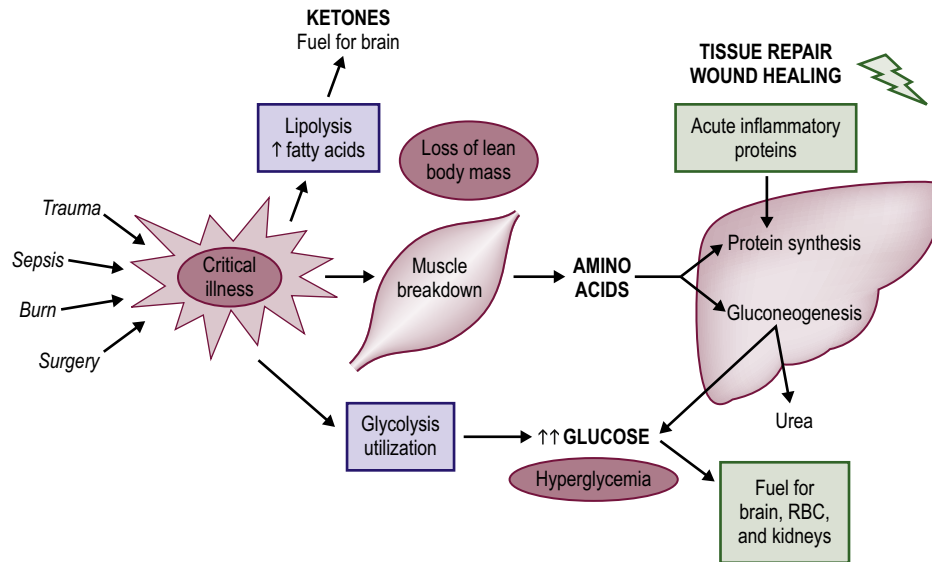 KETONES
Fuel for brain
TISSUE REPAIR
WOUND HEALING
Lipolysis
↑ fatty acids
Loss of lean
body mass
Acute inflammatory
proteins
Trauma
Sepsis
Burn
Surgery
Critical
illness
Muscle
breakdown
AMINO
ACIDS
Protein synthesis
Gluconeogenesis
Urea
Glycolysis
utilization
↑↑ GLUCOSE
Hyperglycemia
Fuel for
brain, RBC,
and kidneys